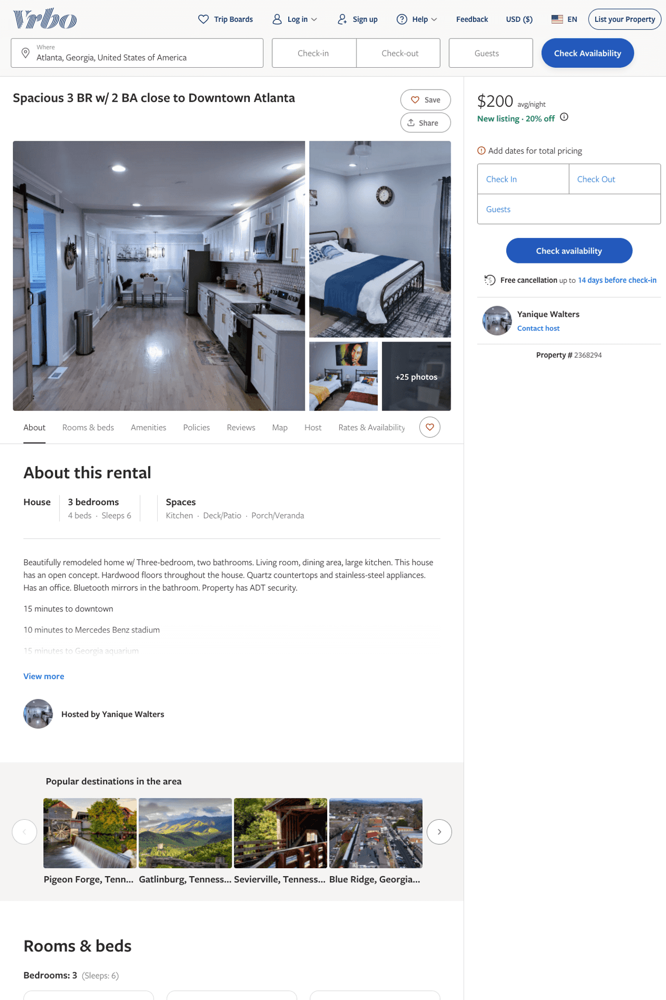 Vrbo
Trip Boards
Log in
Sign up
Help
Feedback
USD ($)
EN
List your Property
Where
Atlanta, Georgia, United States of America
Check-in
Check-out
Guests
Check Availability
Spacious 3 BR w/ 2 BA close to Downtown Atlanta
Save
Share
+25 photos
$200 avg/night
New listing · 20% off
Add dates for total pricing
Check In
Check Out
Guests
Check availability
Free cancellation up to 14 days before check-in
Yanique Walters
Contact host
Property # 2368294
About
Rooms & beds
Amenities
Policies
Reviews
Map
Host
Rates & Availability
About this rental
House
3 bedrooms
4 beds · Sleeps 6
Spaces
Kitchen · Deck/Patio · Porch/Veranda
Beautifully remodeled home w/ Three-bedroom, two bathrooms. Living room, dining area, large kitchen. This house
has an open concept. Hardwood floors throughout the house. Quartz countertops and stainless-steel appliances.
Has an office. Bluetooth mirrors in the bathroom. Property has ADT security.
15 minutes to downtown
10 minutes to Mercedes Benz stadium
15 minutes to Georgia aquarium
View more
Hosted by Yanique Walters
Popular destinations in the area
Pigeon Forge, Tenn...
Gatlinburg, Tenness...
Sevierville, Tenness...
Blue Ridge, Georgia...
Rooms & beds
Bedrooms: 3 (Sleeps: 6)